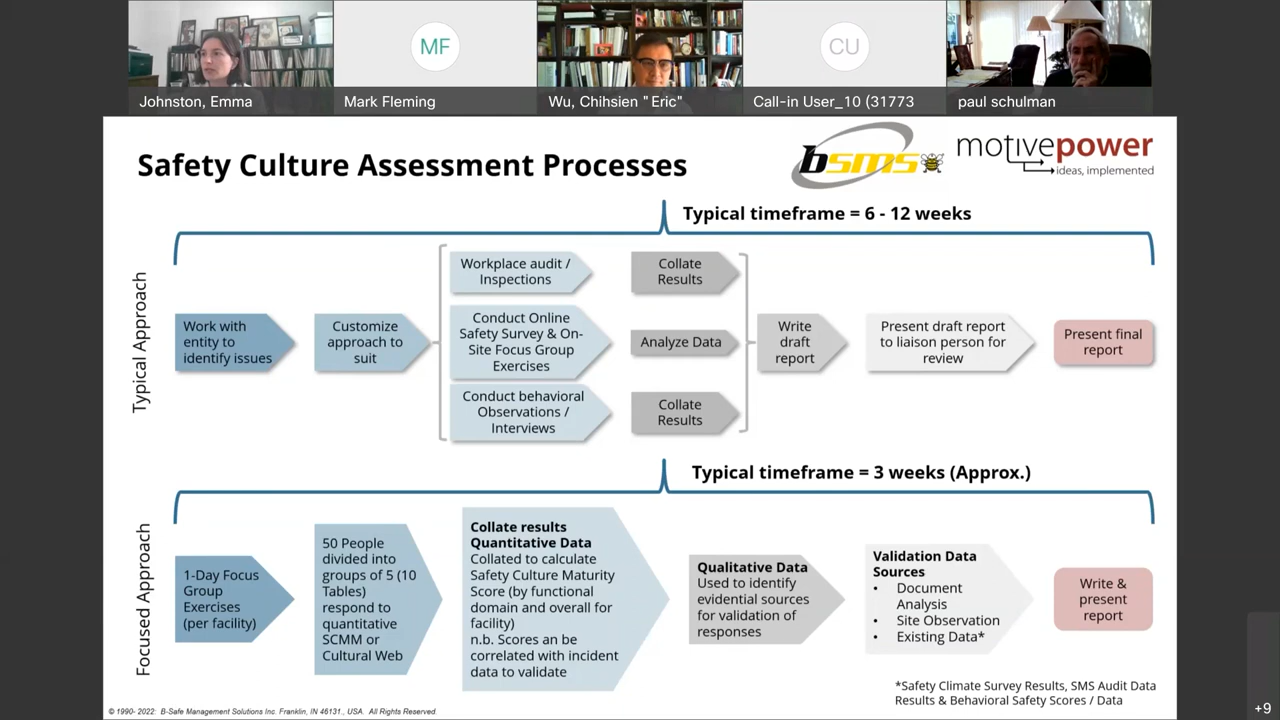 MF
CU
Johnston, Emma
Mark Fleming
Wu, Chihsien "Eric"
Call-in User_10 (31773
paul schulman
Safety Culture Assessment Processes
bsms
motivepower
ideas, implemented
Typical timeframe = 6 - 12 weeks
Typical Approach
Work with
entity to
identify issues
Customize
approach to
suit
Workplace audit /
Inspections
Conduct Online
Safety Survey & On-
Site Focus Group
Exercises
Conduct behavioral
Observations /
Interviews
Collate
Results
Analyze Data
Collate
Results
Write
draft
report
Present draft report
to liaison person for
review
Present final
report
Typical timeframe = 3 weeks (Approx.)
Focused Approach
1-Day Focus
Group
Exercises
(per facility)
50 People
divided into
groups of 5 (10
Tables)
respond to
quantitative
SCMM or
Cultural Web
Collate results
Quantitative Data
Collated to calculate
Safety Culture Maturity
Score (by functional
domain and overall for
facility)
n.b. Scores an be
correlated with incident
data to validate
Qualitative Data
Used to identify
evidential sources
for validation of
responses
Validation Data
Sources
• Document
Analysis
• Site Observation
• Existing Data*
Write &
present
report
*Safety Climate Survey Results, SMS Audit Data
Results & Behavioral Safety Scores / Data
© 1990- 2022: B-Safe Management Solutions Inc. Franklin, IN 46131., USA. All Rights Reserved.
+9